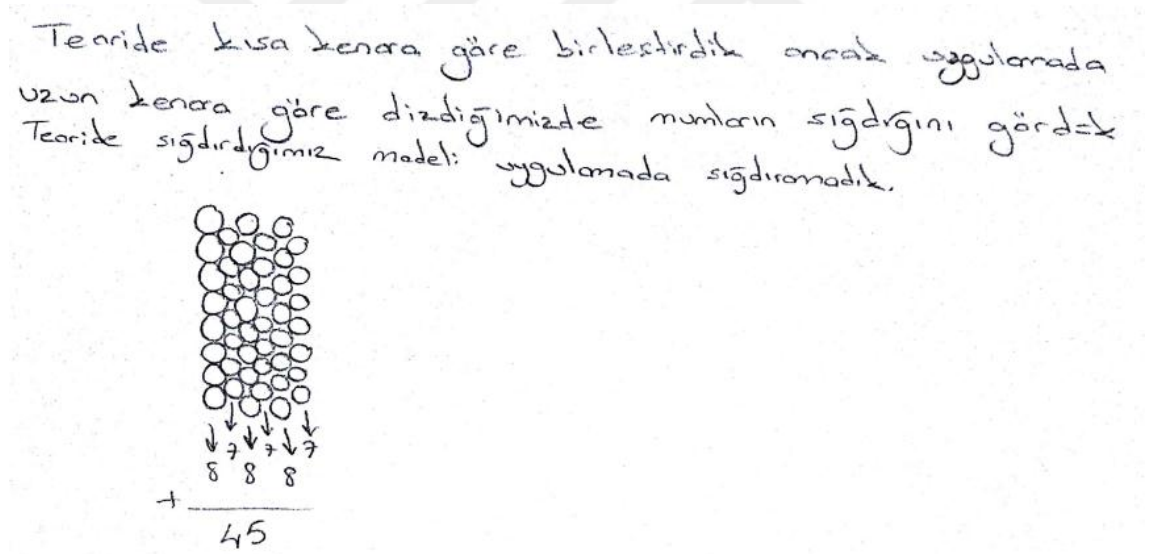 Teoride kısa kenara göre birleştirdik ancak uygulamada
uzun kenara göre dizdiğimizde mumların sığdığını gördük
Teoride sığdırdığımız modeli uygulamada sığdıramadık.
7 7 7
8 8 8
+
45